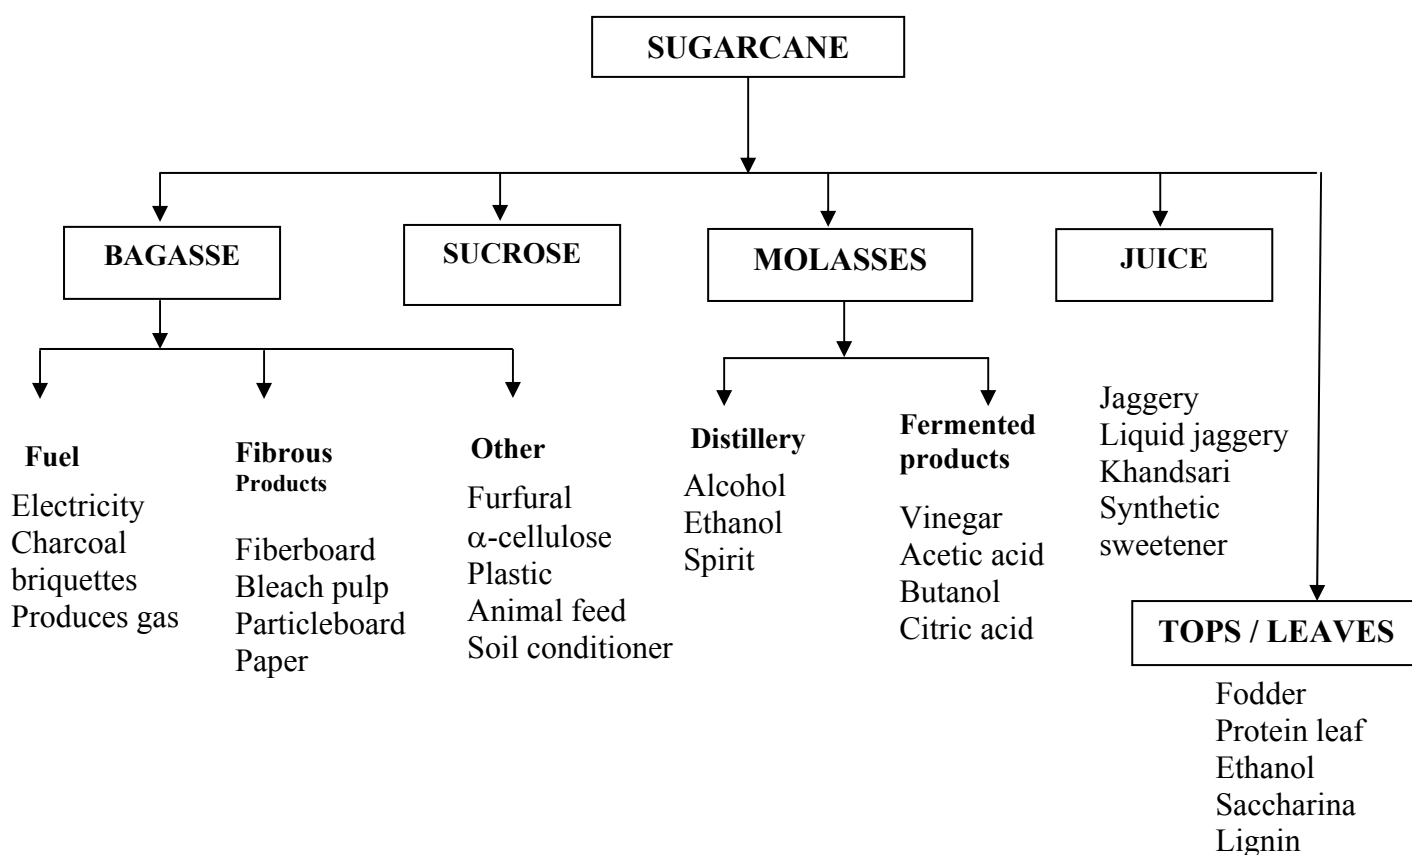 SUGARCANE
BAGASSE
SUCROSE
MOLASSES
JUICE
Fuel
Electricity
Charcoal
briquettes
Produces gas
Fibrous
Products
Fiberboard
Bleach pulp
Particleboard
Paper
Other
Furfural
α-cellulose
Plastic
Animal feed
Soil conditioner
Distillery
Alcohol
Ethanol
Spirit
Fermented
products
Vinegar
Acetic acid
Butanol
Citric acid
Jaggery
Liquid jaggery
Khandsari
Synthetic
sweetener
TOPS / LEAVES
Fodder
Protein leaf
Ethanol
Saccharina
Lignin